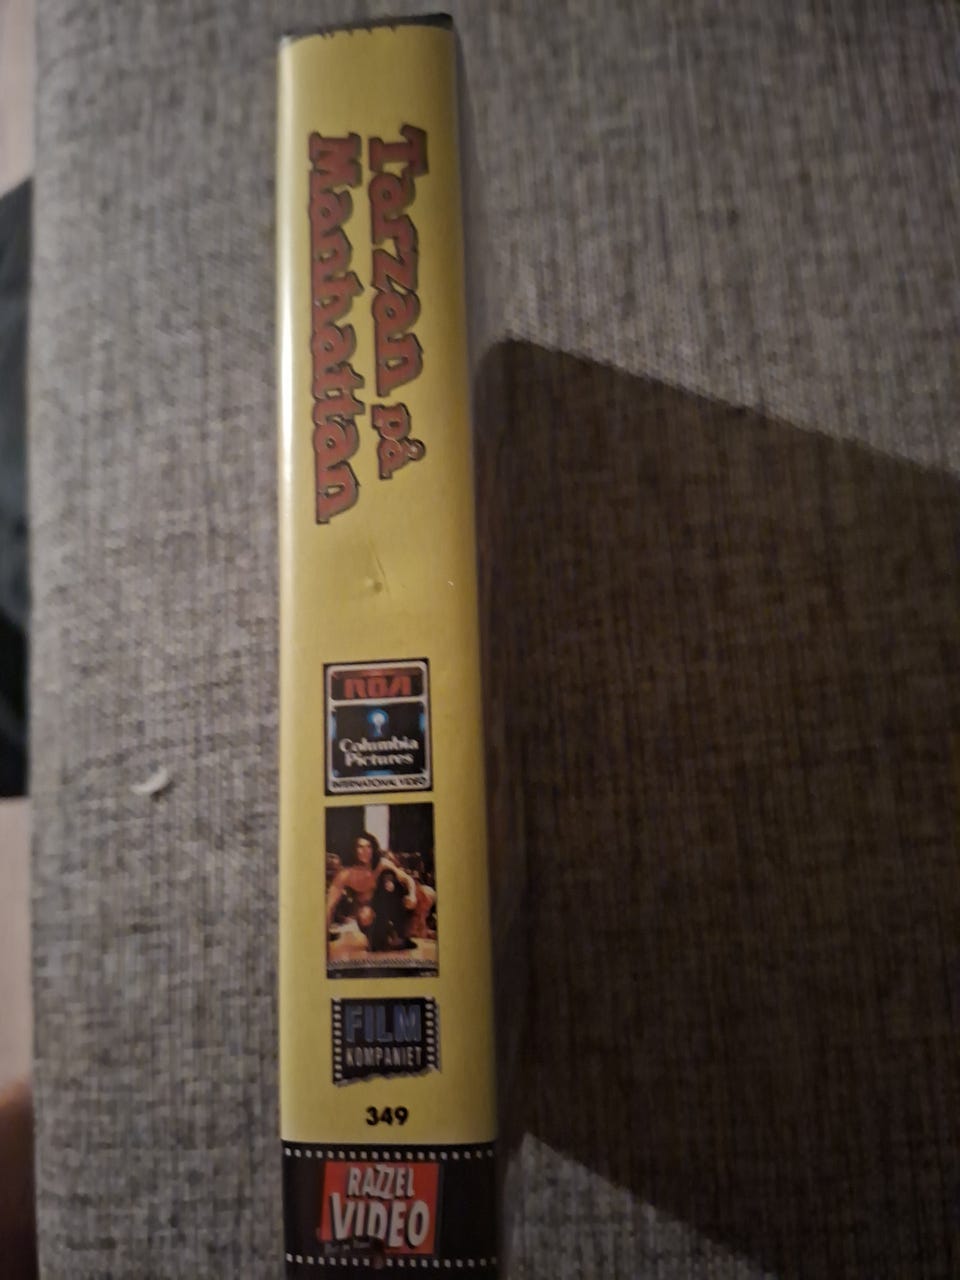 Tarzan på
Manhattan
RCA
Columbia
Pictures
INTERNATIONAL VIDEO
FILM
KOMPANIET
349
RAZZEL
VIDEO